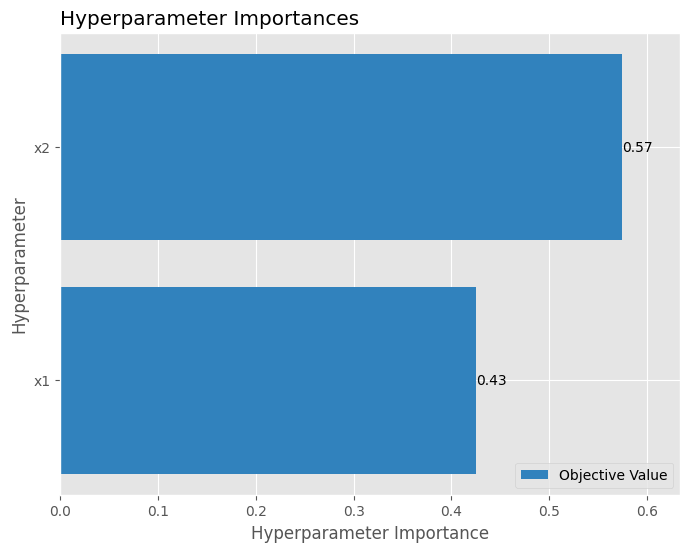 Hyperparameter Importances
Hyperparameter
x2
0.57
x1
0.43
Objective Value
0.0 0.1 0.2 0.3 0.4 0.5 0.6
Hyperparameter Importance